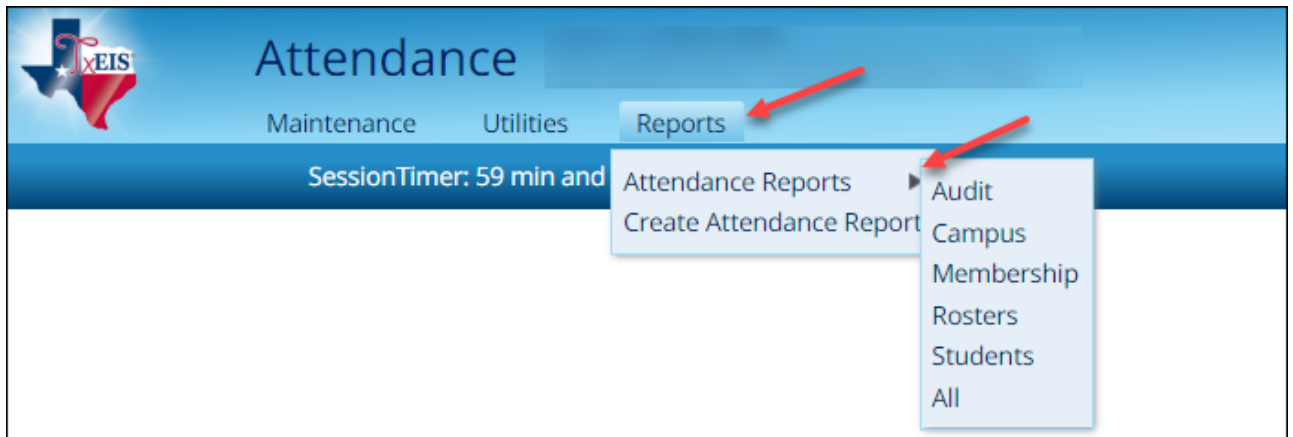 TxEIS
Attendance
Maintenance Utilities Reports
SessionTimer: 59 min and
Attendance Reports
Create Attendance Report
Audit
Campus
Membership
Rosters
Students
All